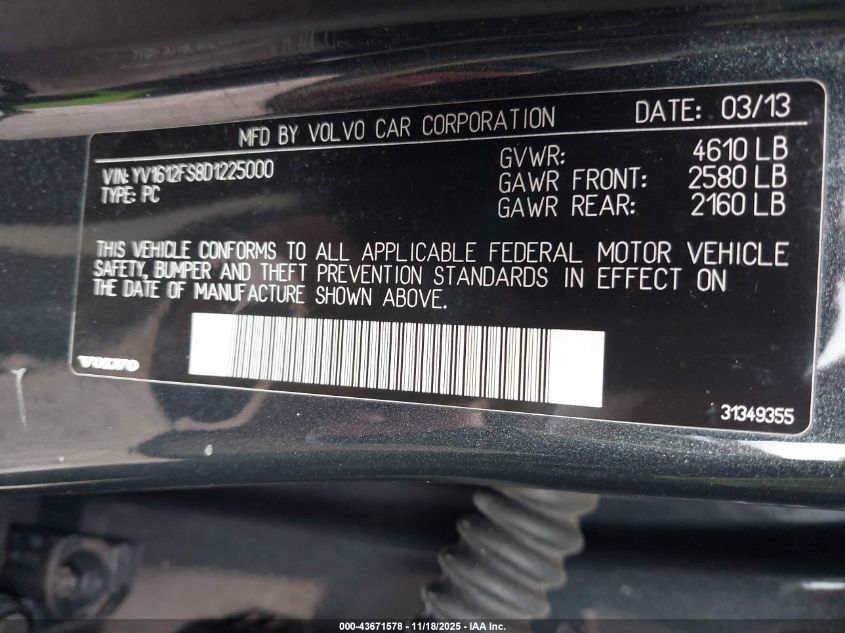 MFD BY VOLVO CAR CORPORATION DATE: 03/13
VIN: YV1612FS8D1225000
TYPE: PC
GVWR: 4610 LB
GAWR FRONT: 2580 LB
GAWR REAR: 2160 LB
THIS VEHICLE CONFORMS TO ALL APPLICABLE FEDERAL MOTOR VEHICLE
SAFETY, BUMPER AND THEFT PREVENTION STANDARDS IN EFFECT ON
THE DATE OF MANUFACTURE SHOWN ABOVE.
VOLVO
31349355
000-43671578 - 11/18/2025 - IAA Inc.